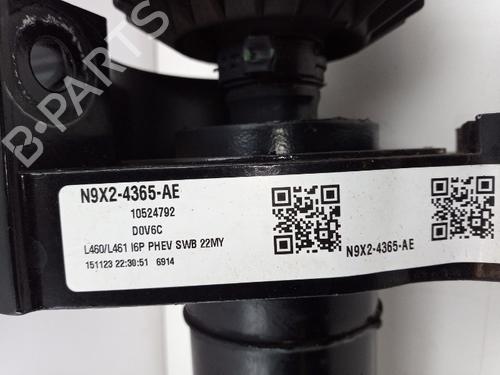 B-PARTS
N9X2-4365-AE
10524792
D0V6C
L460/L461 I6P PHEV SWB 22MY
151123 22:30:51 6914
N9X2-4365-AE